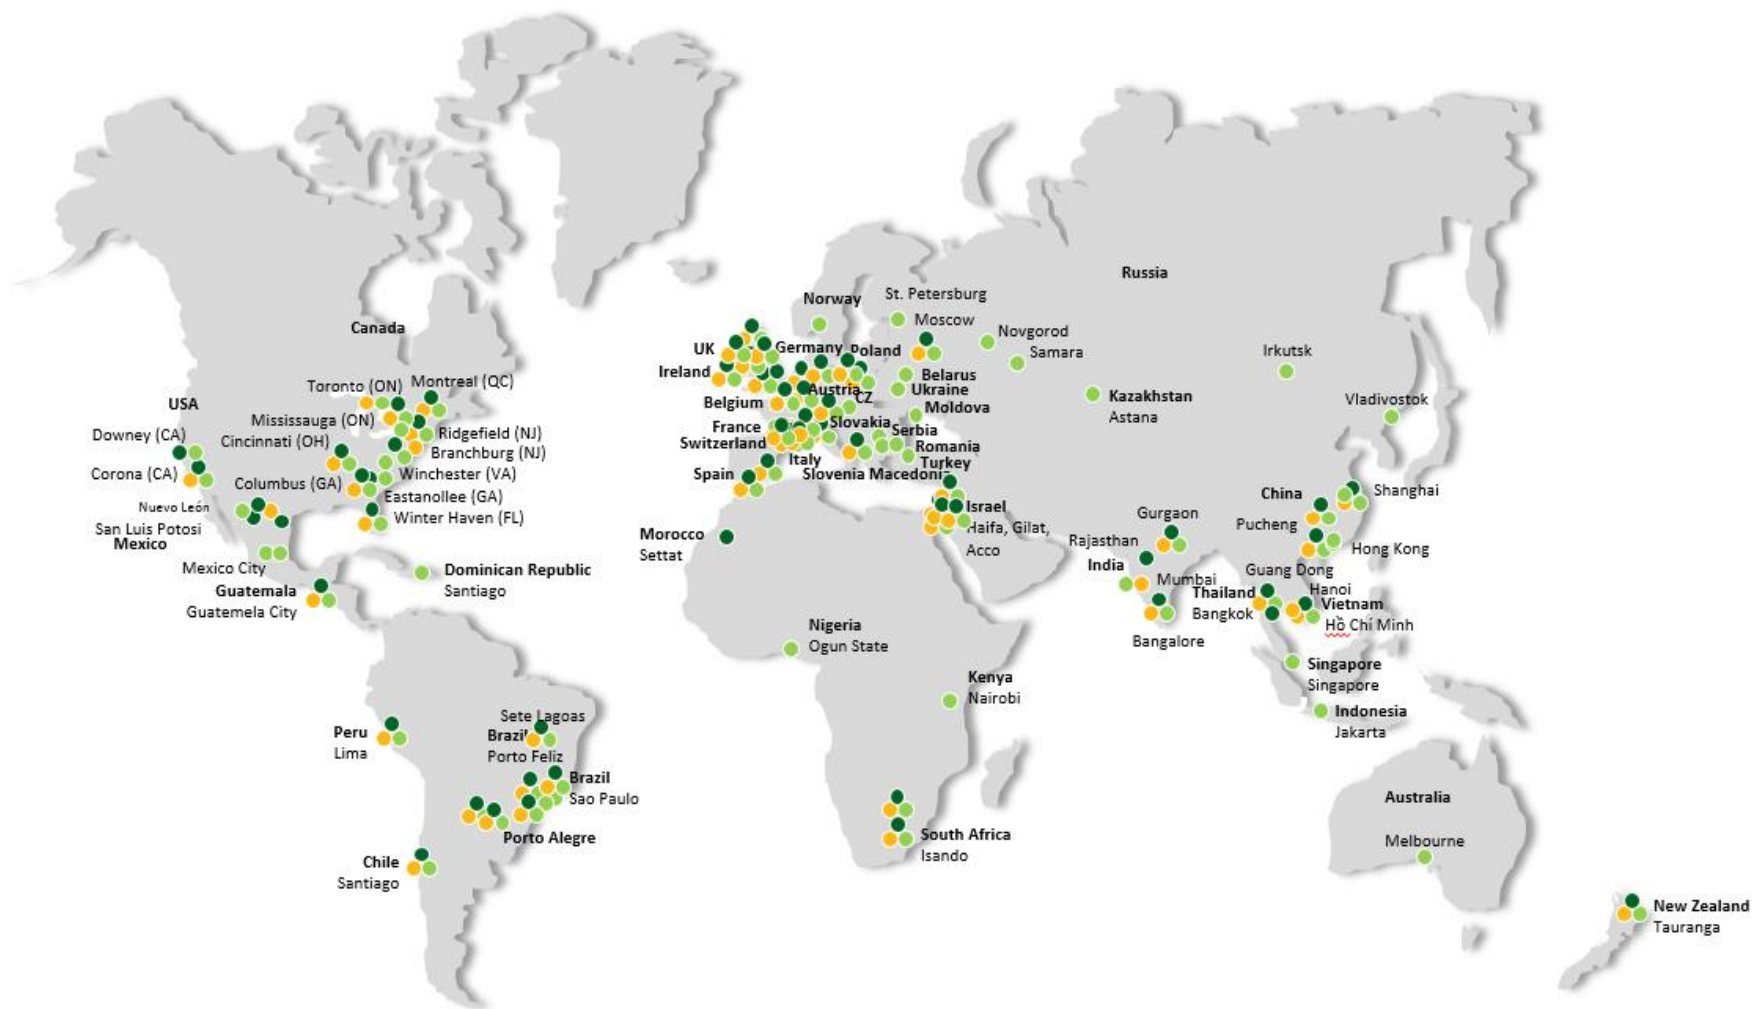 Canada
Toronto (ON)
Montreal (QC)
USA
Mississauga (ON)
Downey (CA)
Cincinnati (OH)
Ridgefield (NJ)
Branchburg (NJ)
Corona (CA)
Columbus (GA)
Winchester (VA)
Eastanollee (GA)
Nuevo León
Winter Haven (FL)
San Luis Potosi
Mexico
Mexico City
Dominican Republic
Santiago
Guatemala
Guatemela City
Peru
Lima
Sete Lagoas
Brazil
Porto Feliz
Brazil
Sao Paulo
Porto Alegre
Chile
Santiago
Norway
St. Petersburg
Moscow
Russia
Novgorod
Samara
Irkutsk
Vladivostok
UK
Germany
Poland
Ireland
Belarus
Austria
Ukraine
Belgium
CZ
Moldova
Kazakhstan
Astana
France
Slovakia
Serbia
Switzerland
Romania
Italy
Turkey
Spain
Slovenia Macedonia
Israel
Haifa, Gilat,
Acco
Morocco
Settat
Nigeria
Ogun State
Kenya
Nairobi
South Africa
Isando
China
Shanghai
Pucheng
Gurgaon
Rajasthan
Hong Kong
India
Guang Dong
Mumbai
Hanoi
Thailand
Vietnam
Bangkok
Hồ Chí Minh
Bangalore
Singapore
Singapore
Indonesia
Jakarta
Australia
Melbourne
New Zealand
Tauranga